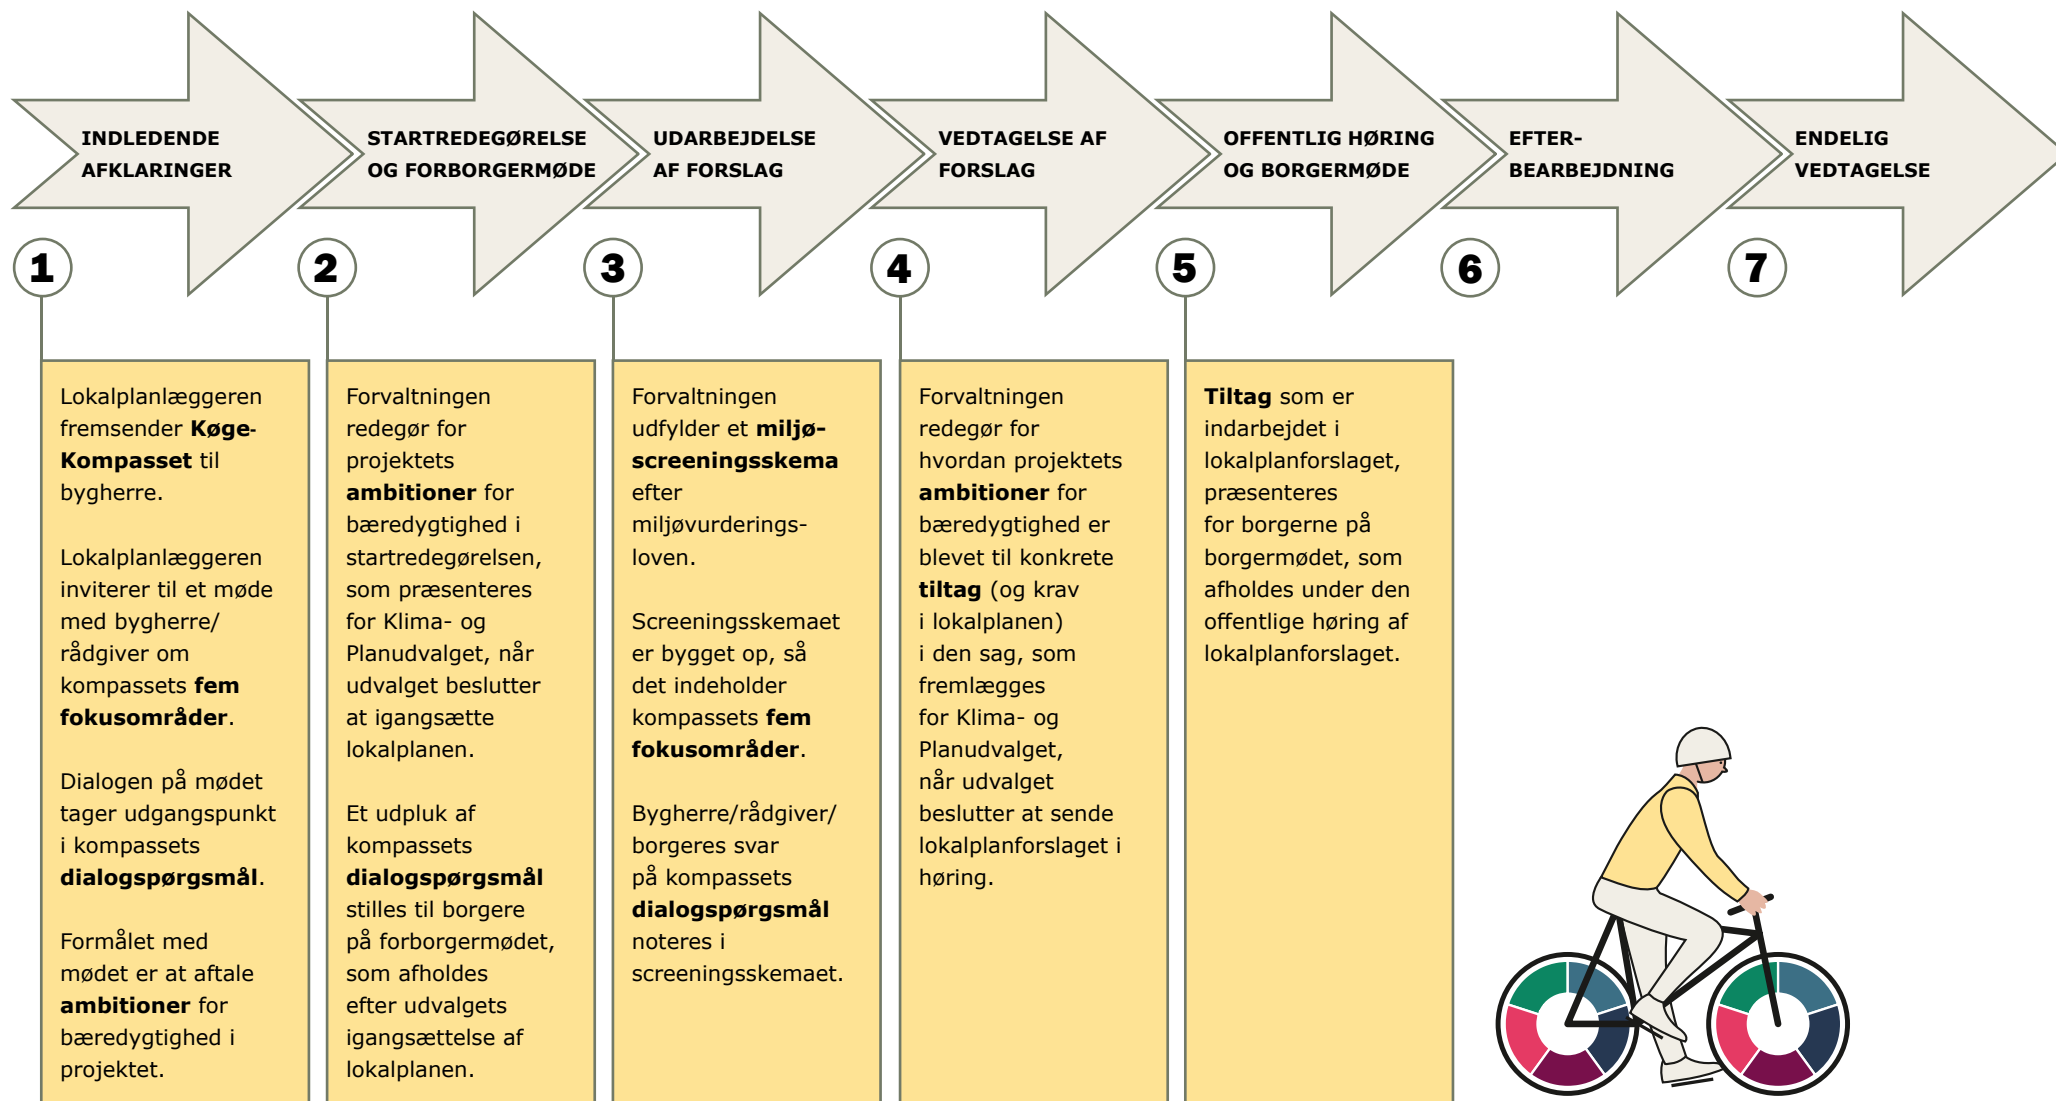 INDLEDENDE
AFKLARINGER
STARTREDEGØRELSE
OG FORBORGERMØDE
UDARBEJDELSE
AF FORSLAG
VEDTAGELSE AF
FORSLAG
OFFENTLIG HØRING
OG BORGERMØDE
EFTER-
BEARBEJDNING
ENDELIG
VEDTAGELSE
1
2
3
4
5
6
7
Lokalplanlæggeren
fremsender Køge-
Kompasset til
bygherre.
Lokalplanlæggeren
inviterer til et møde
med bygherre/
rådgiver om
kompassets fem
fokusområder.
Dialogen på mødet
tager udgangspunkt
i kompassets
dialogspørgsmål.
Formålet med
mødet er at aftale
ambitioner for
bæredygtighed i
projektet.
Forvaltningen
redegør for
projektets
ambitioner for
bæredygtighed i
startredegørelsen,
som præsenteres
for Klima- og
Planudvalget, når
udvalget beslutter
at igangsætte
lokalplanen.
Et udpluk af
kompassets
dialogspørgsmål
stilles til borgere
på forborgermødet,
som afholdes
efter udvalgets
igangsættelse af
lokalplanen.
Forvaltningen
udfylder et miljø-
screeningsskema
efter
miljøvurderings-
loven.
Screeningsskemaet
er bygget op, så
det indeholder
kompassets fem
fokusområder.
Bygherre/rådgiver/
borgeres svar
på kompassets
dialogspørgsmål
noteres i
screeningsskemaet.
Forvaltningen
redegør for
hvordan projektets
ambitioner for
bæredygtighed er
blevet til konkrete
tiltag (og krav
i lokalplanen)
i den sag, som
fremlægges
for Klima- og
Planudvalget,
når udvalget
beslutter at sende
lokalplanforslaget i
høring.
Tiltag som er
indarbejdet i
lokalplanforslaget,
præsenteres
for borgerne på
borgermødet, som
afholdes under den
offentlige høring af
lokalplanforslaget.